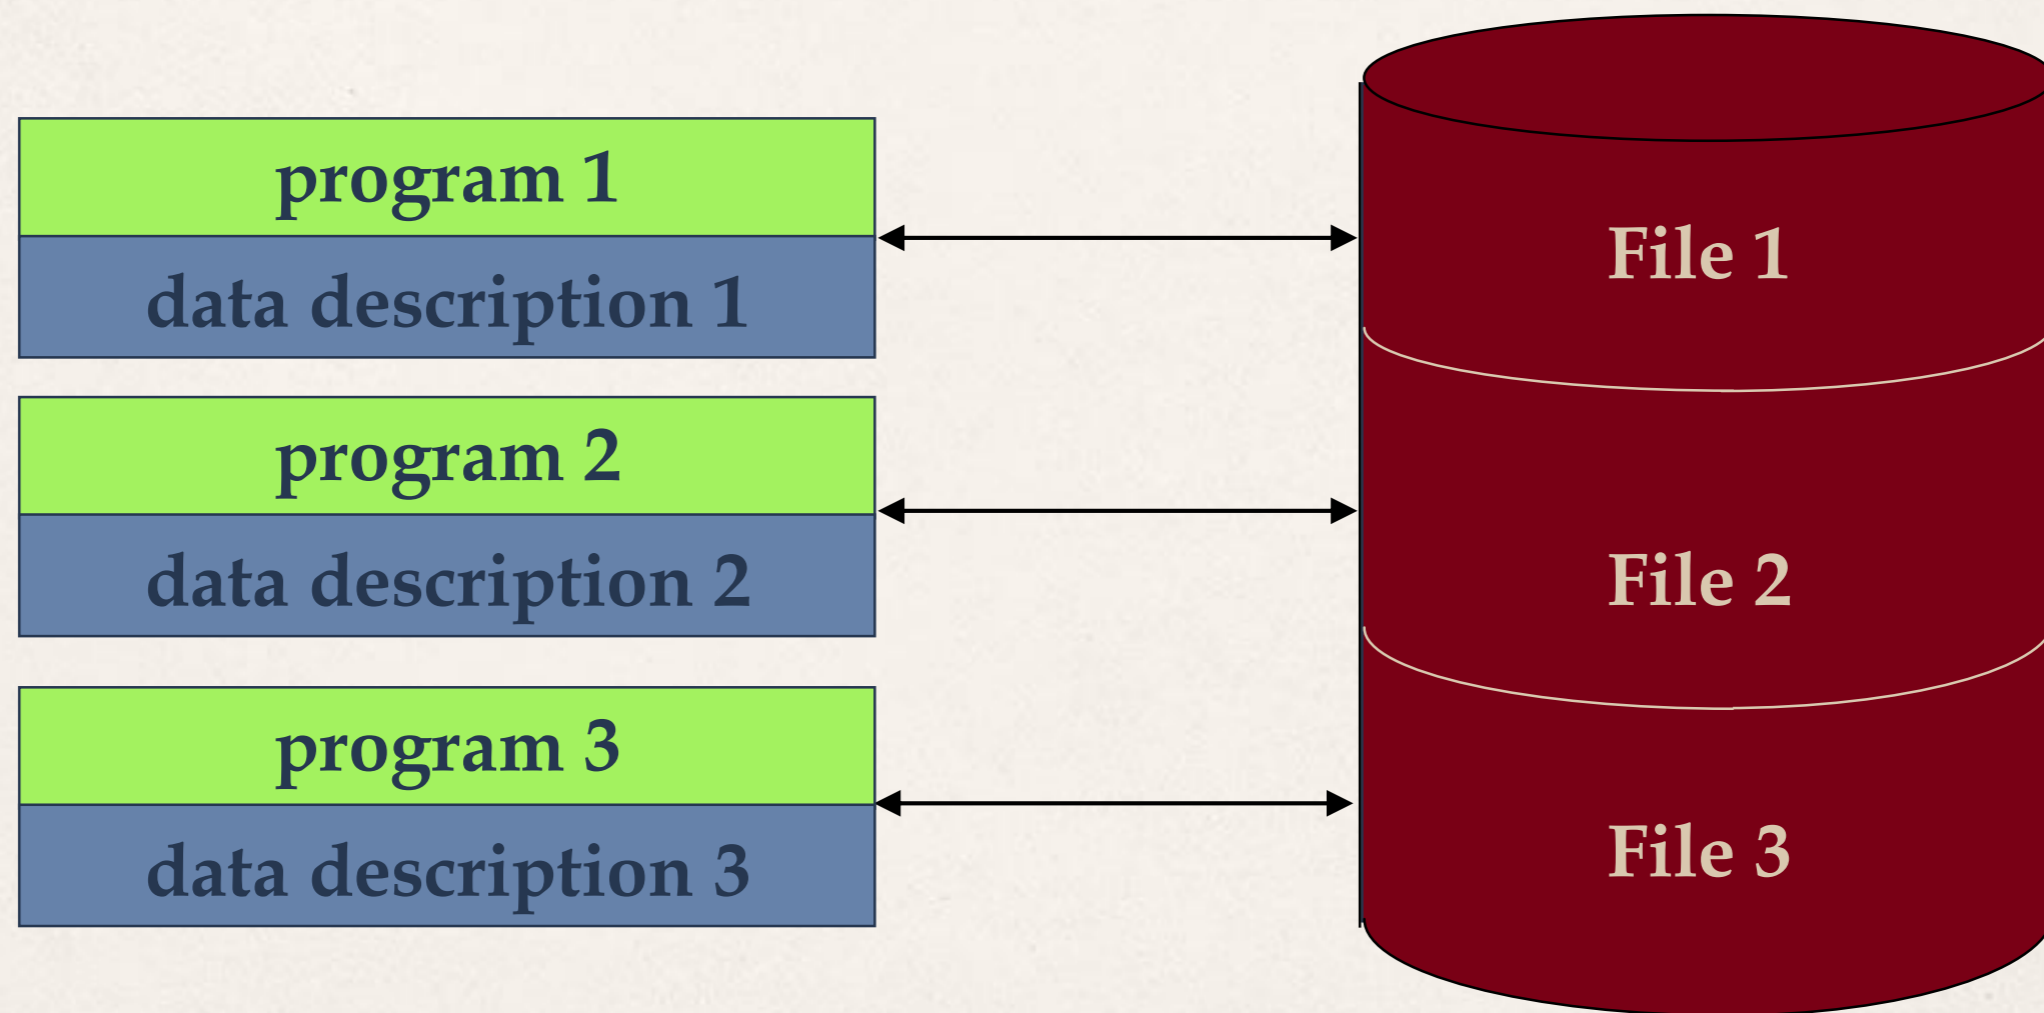 program 1
data description 1
program 2
data description 2
program 3
data description 3
File 1
File 2
File 3